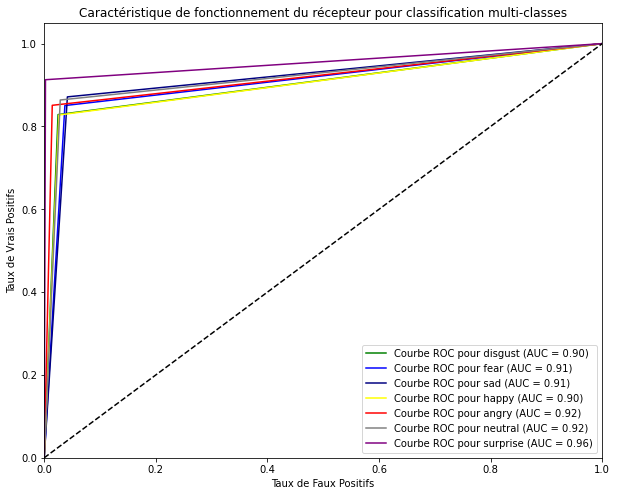 Caractéristique de fonctionnement du récepteur pour classification multi-classes
1.0
0.8
0.6
0.4
0.2
0.0
Taux de Vrais Positifs
Courbe ROC pour disgust (AUC = 0.90)
Courbe ROC pour fear (AUC = 0.91)
Courbe ROC pour sad (AUC = 0.91)
Courbe ROC pour happy (AUC = 0.90)
Courbe ROC pour angry (AUC = 0.92)
Courbe ROC pour neutral (AUC = 0.92)
Courbe ROC pour surprise (AUC = 0.96)
0.0 0.2 0.4 0.6 0.8 1.0
Taux de Faux Positifs